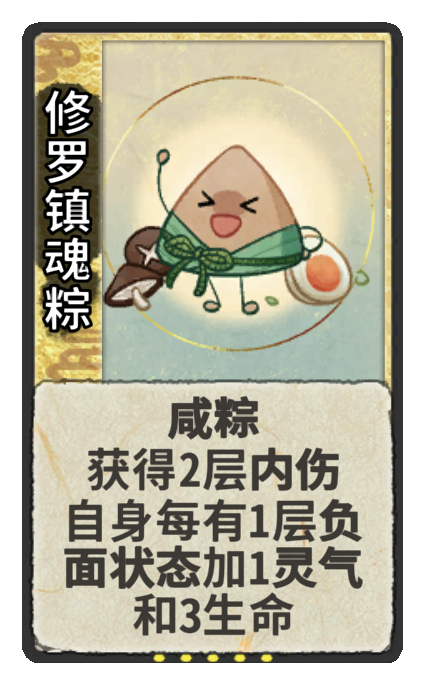 修罗镇魂粽
咸粽
获得2层内伤
自身每有1层负
面状态加1灵气
和3生命